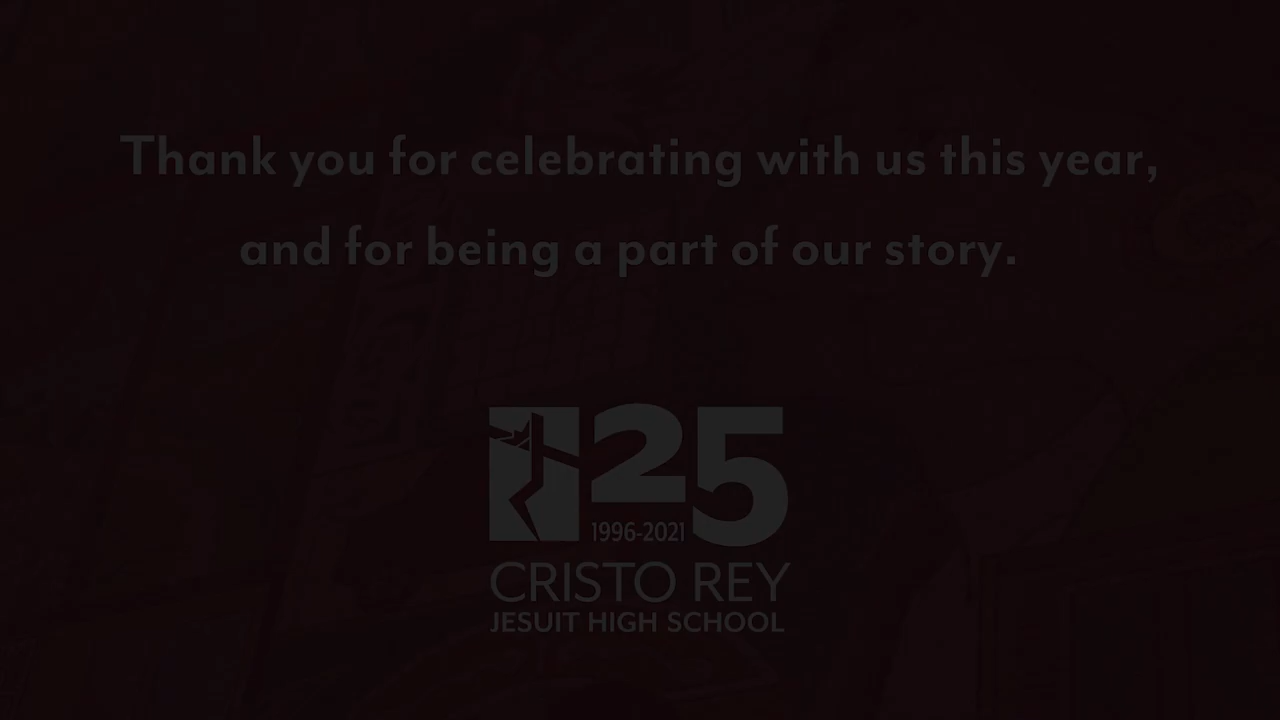 Thank you for celebrating with us this year,
and for being a part of our story.
25
1996-2021
CRISTO REY
JESUIT HIGH SCHOOL